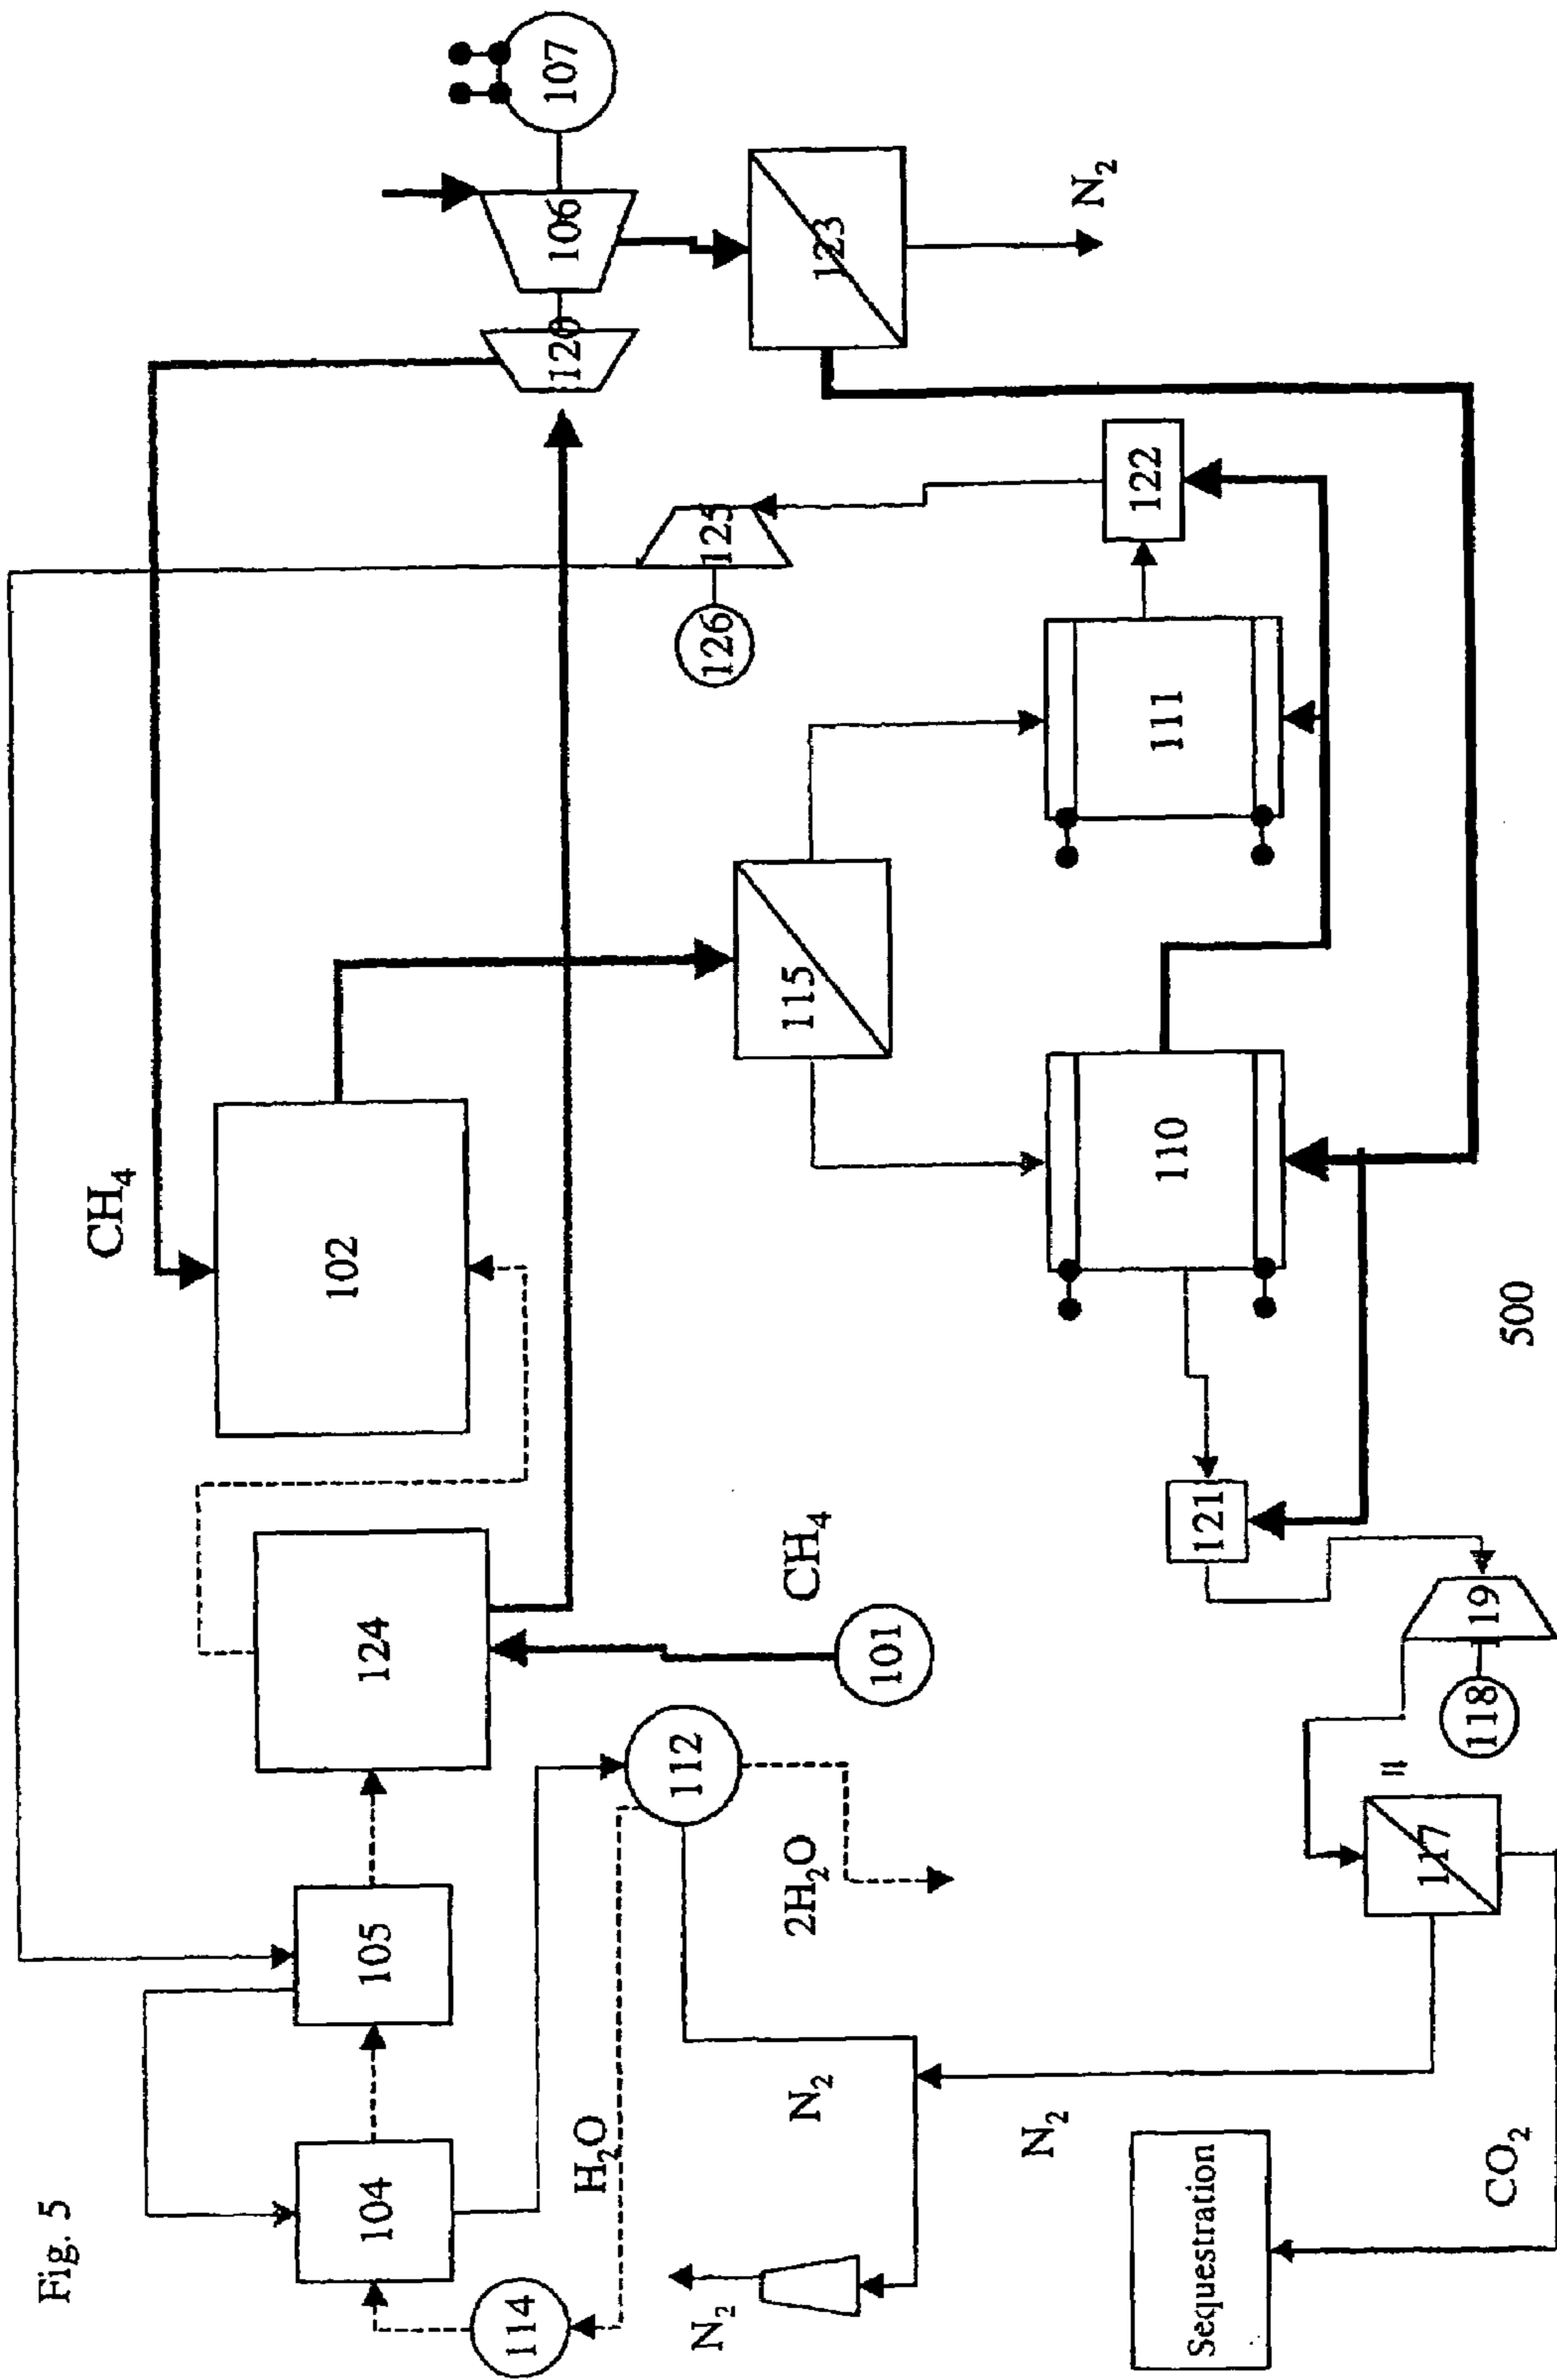 Fig. 5
104
105
124
CH₄
102
114
H₂O
112
2H₂O
101
CH₄
N₂
N₂
115
126
125
120
106
107
123
N₂
N₂
Sequestration
CO₂
117
=
118
19
121
110
111
122
500